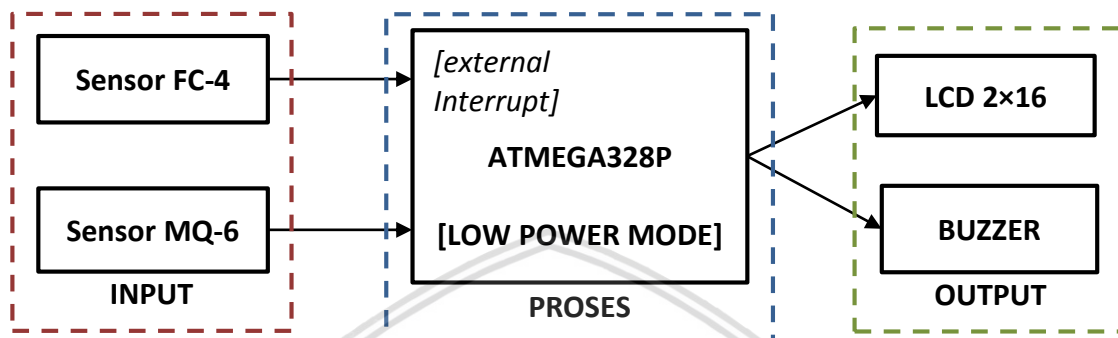 Sensor FC-4
Sensor MQ-6
INPUT
[external
Interrupt]
ATMEGA328P
[LOW POWER MODE]
PROSES
LCD 2×16
BUZZER
OUTPUT